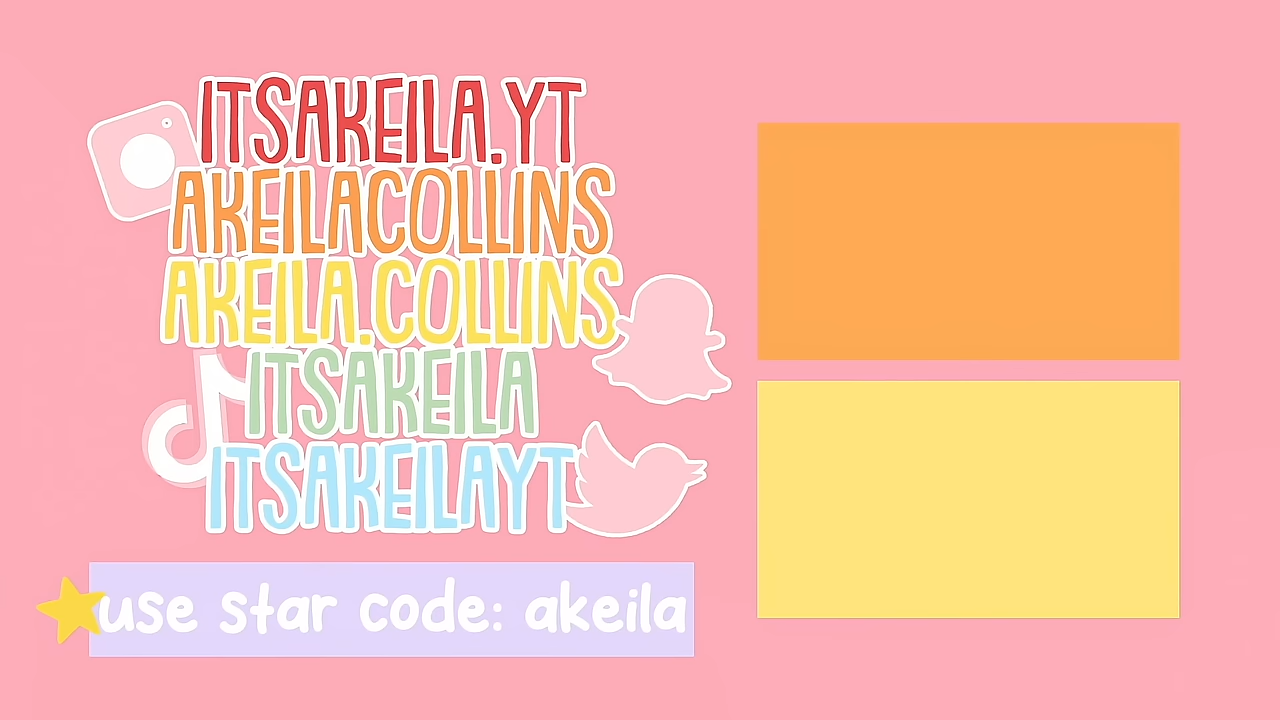 ITSAKEILA.YT
AKEILACOLLINS
AKEILA.COLLINS
ITSAKEILA
ITSAKEILAYT
use star code: akeila